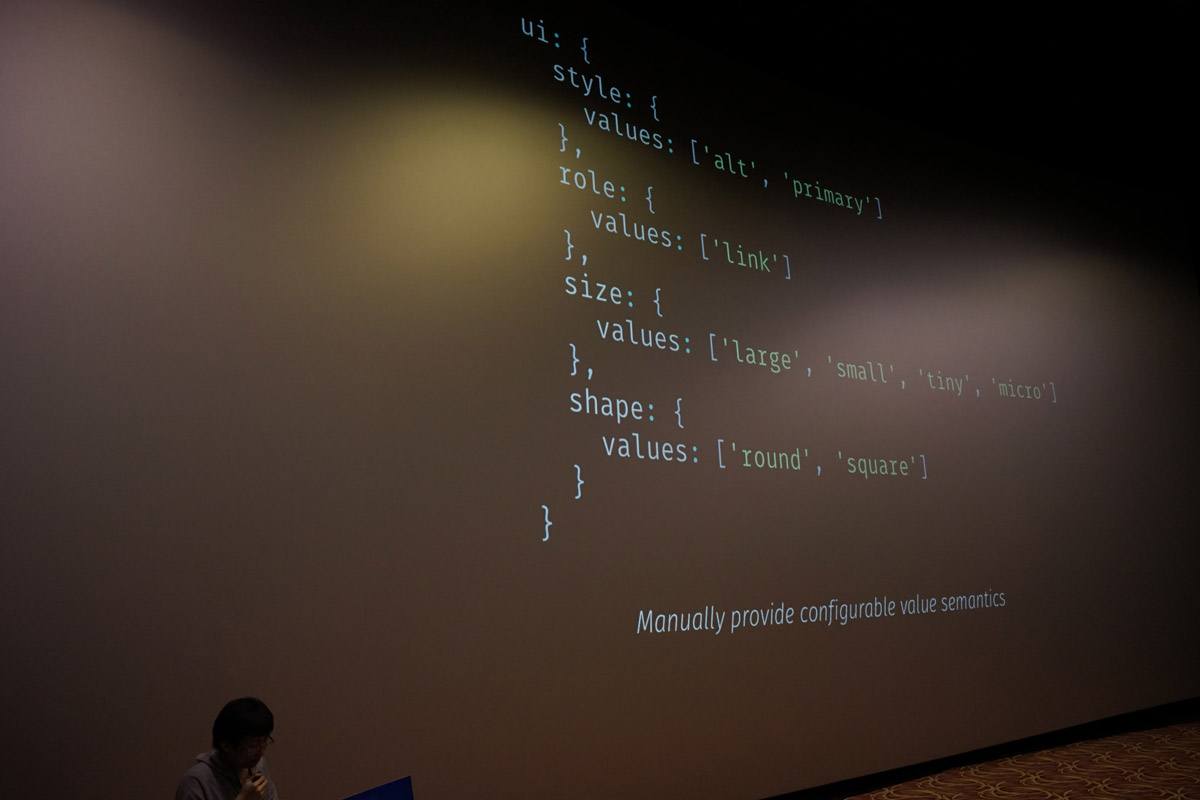 ui: {
style: {
values: ['alt', 'primary']
},
role: {
values: ['link']
},
size: {
values: ['large', 'small', 'tiny', 'micro']
},
shape: {
values: ['round', 'square']
}
}
Manually provide configurable value semantics